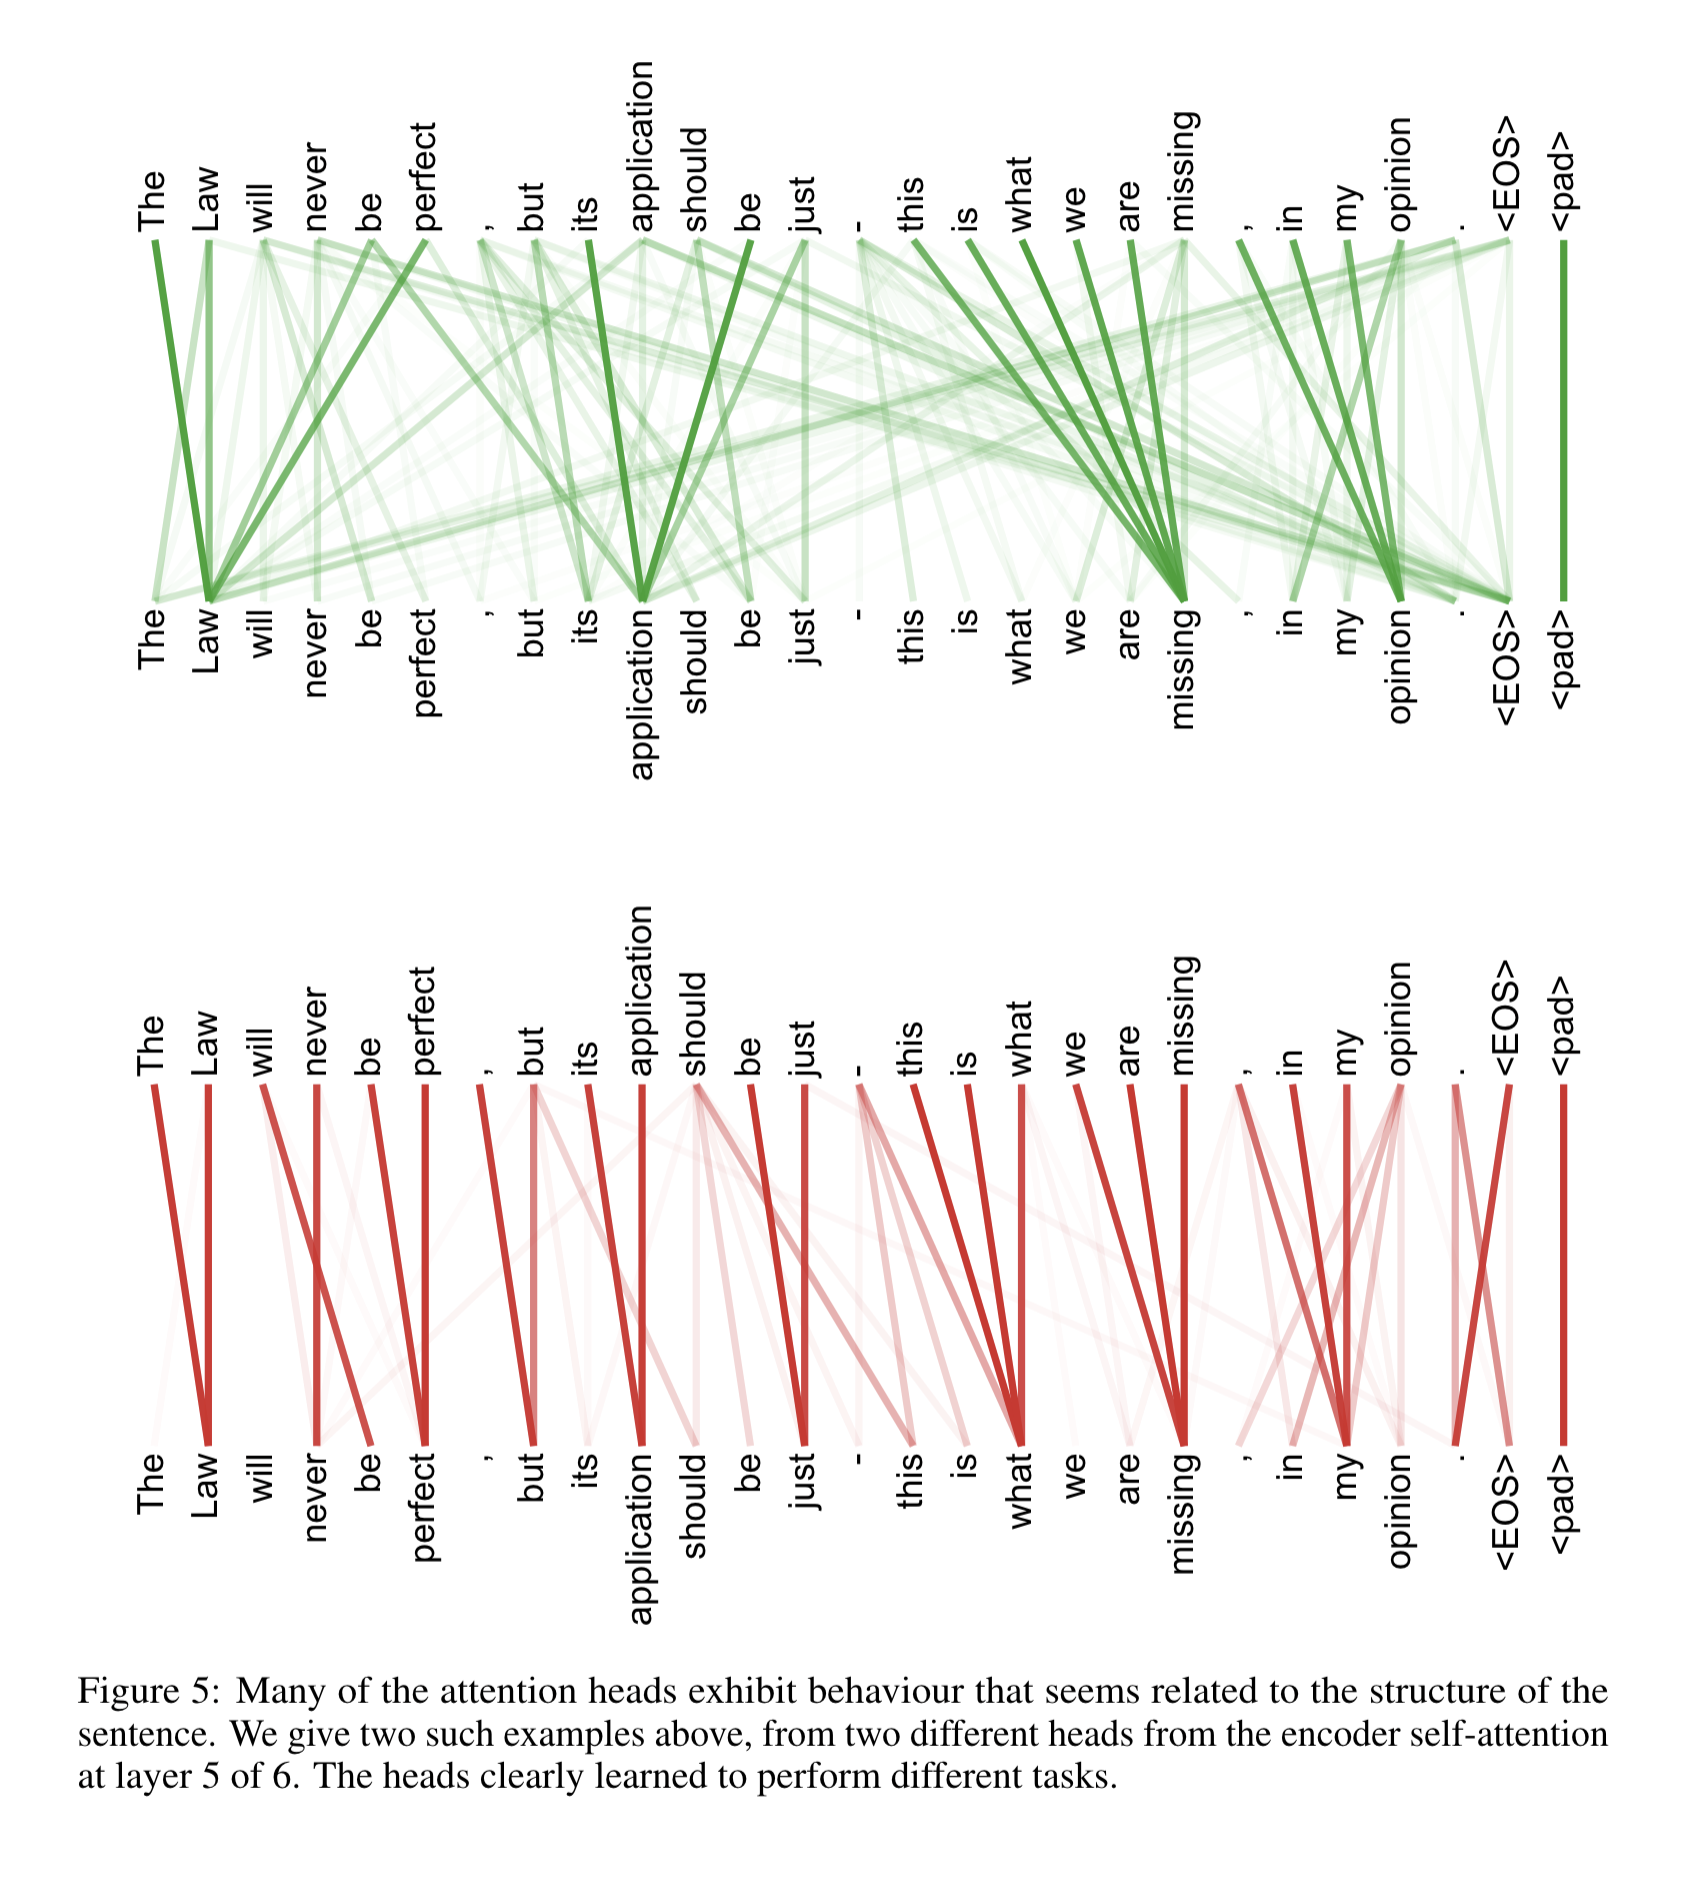 The Law will never be perfect , but its application should be just - this is what we are missing , in my opinion . <EOS> <pad>
The Law will never be perfect , but its application should be just - this is what we are missing , in my opinion . <EOS> <pad>
The Law will never be perfect , but its application should be just - this is what we are missing , in my opinion . <EOS> <pad>
The Law will never be perfect , but its application should be just - this is what we are missing , in my opinion . <EOS> <pad>
Figure 5: Many of the attention heads exhibit behaviour that seems related to the structure of the
sentence. We give two such examples above, from two different heads from the encoder self-attention
at layer 5 of 6. The heads clearly learned to perform different tasks.